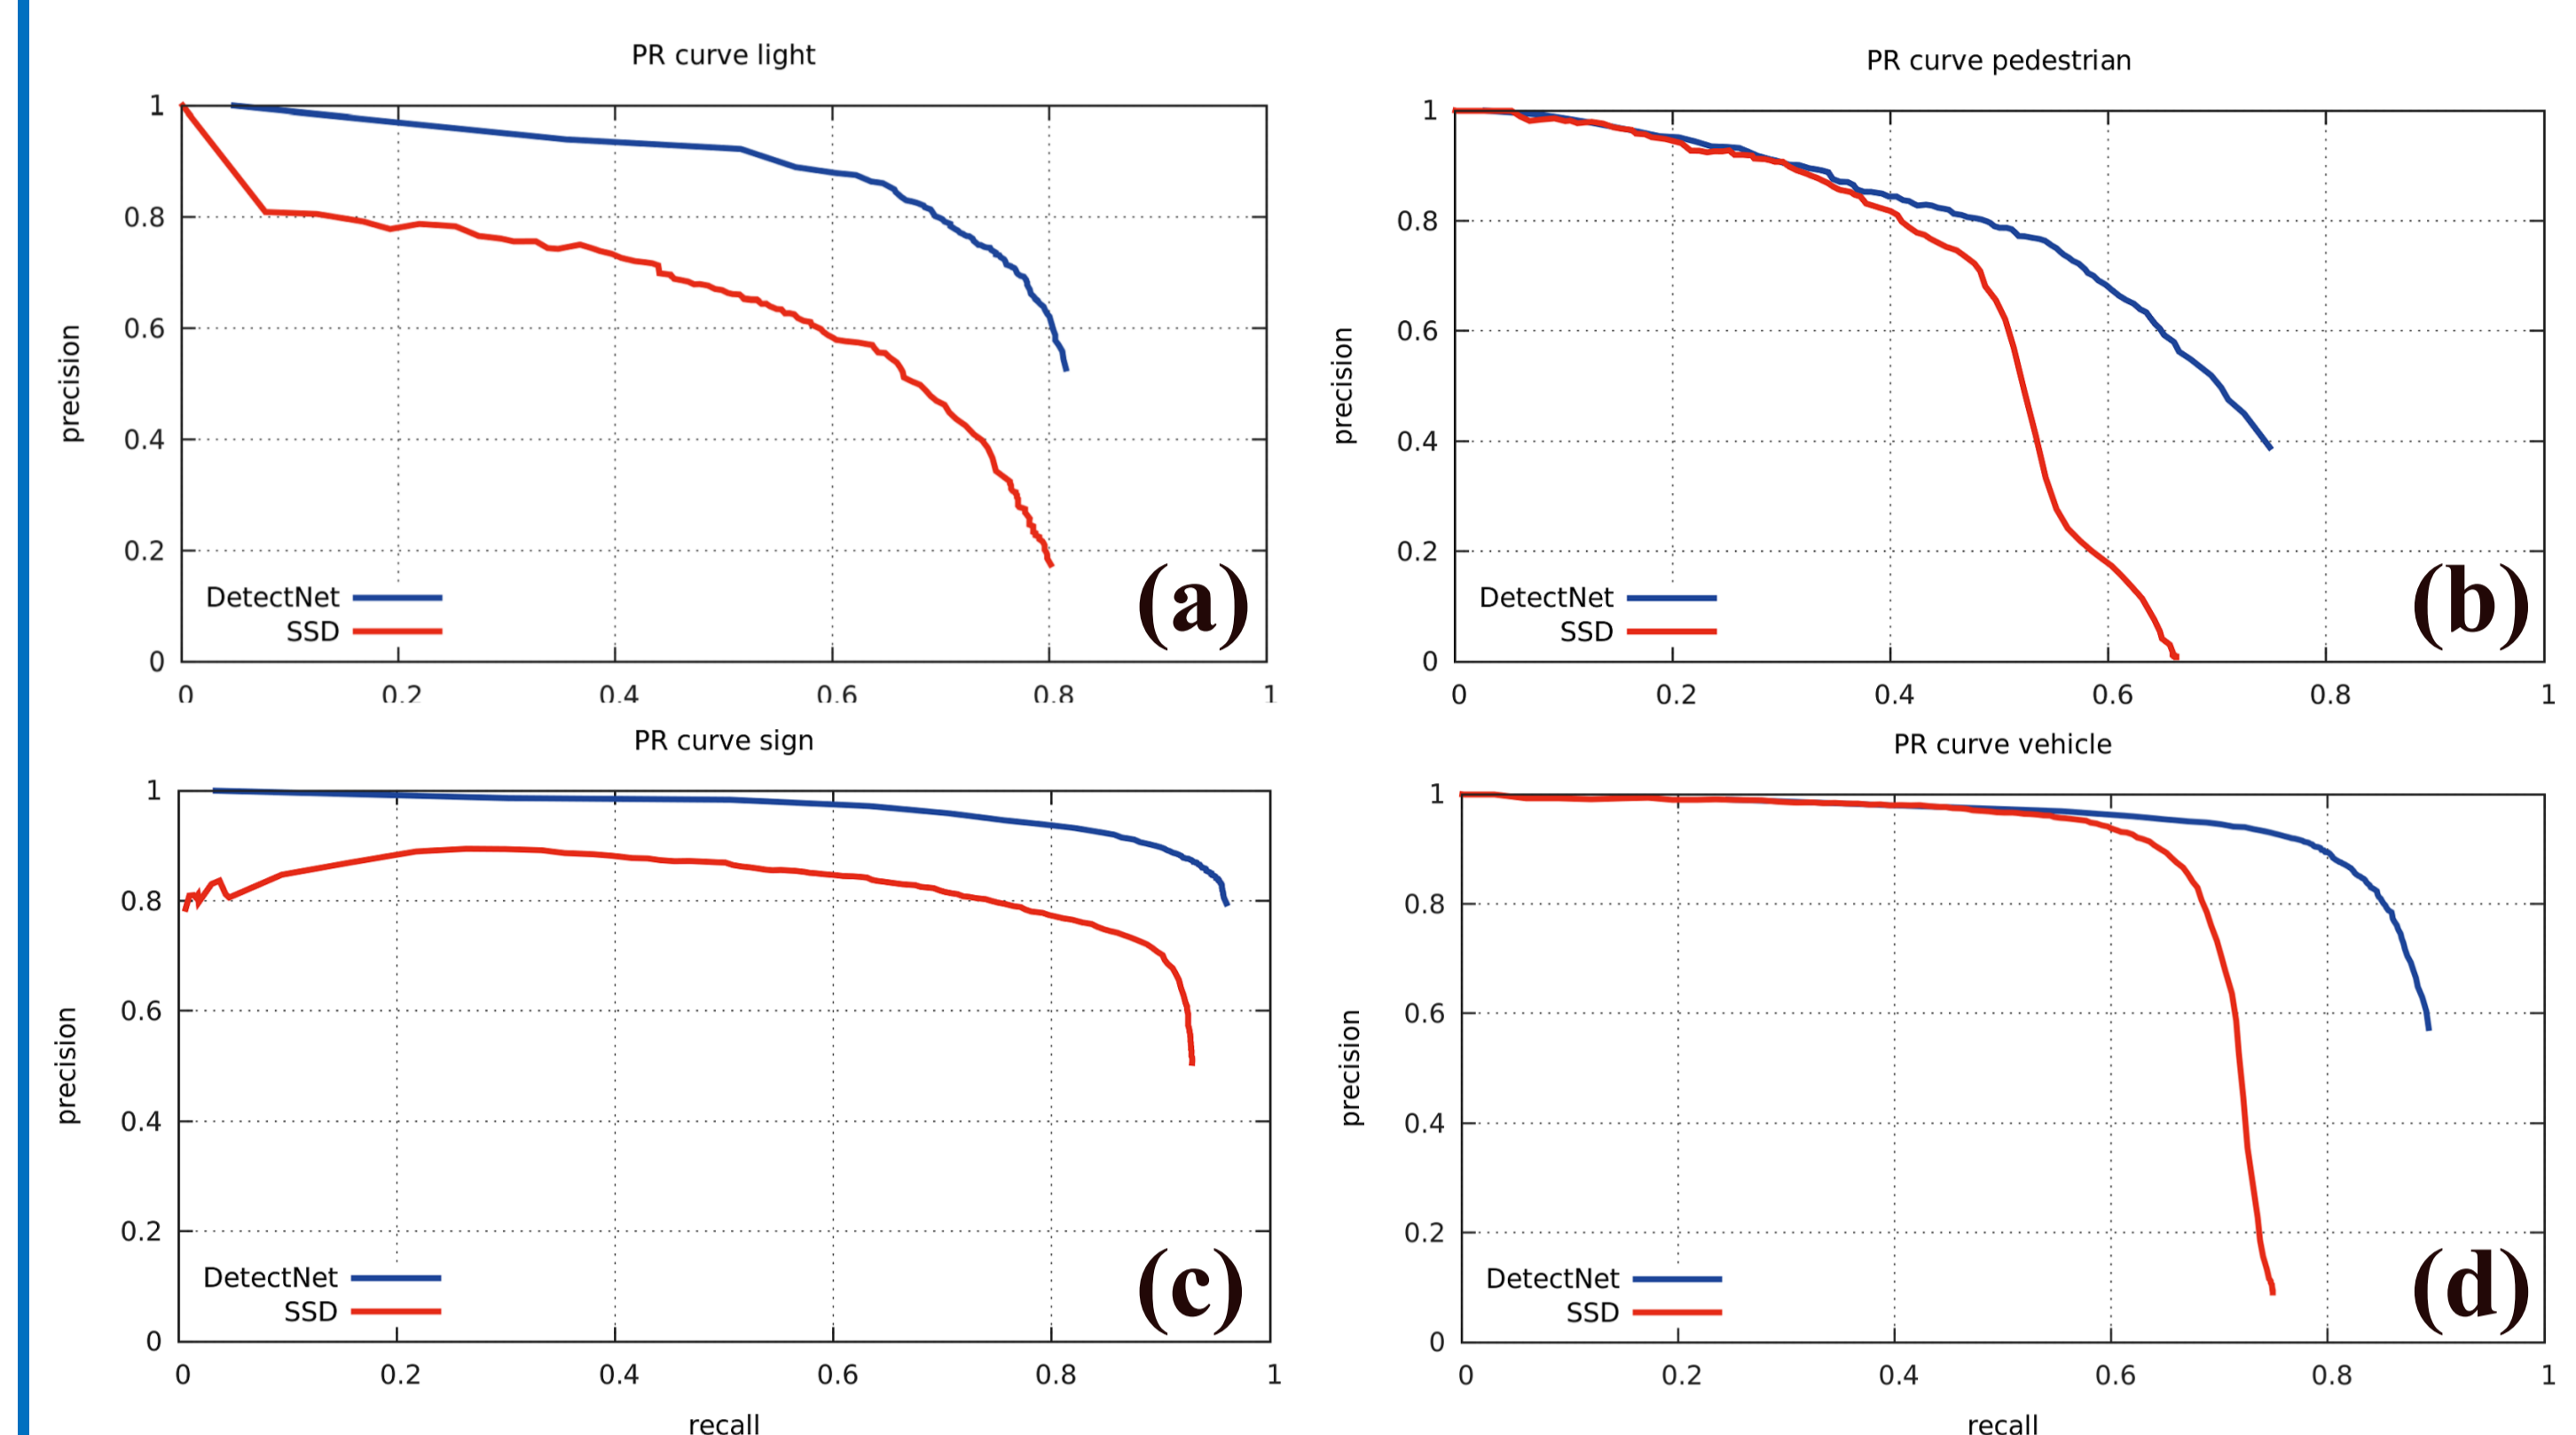 PR curve light
1
0.8
0.6
0.4
0.2
0
precision
DetectNet
SSD
(a)
0 0.2 0.4 0.6 0.8 1
PR curve pedestrian
1
0.8
0.6
0.4
0.2
0
precision
DetectNet
SSD
(b)
0 0.2 0.4 0.6 0.8 1
PR curve sign
1
0.8
0.6
0.4
0.2
0
precision
DetectNet
SSD
(c)
0 0.2 0.4 0.6 0.8 1
recall
PR curve vehicle
1
0.8
0.6
0.4
0.2
0
precision
DetectNet
SSD
(d)
0 0.2 0.4 0.6 0.8 1
recall